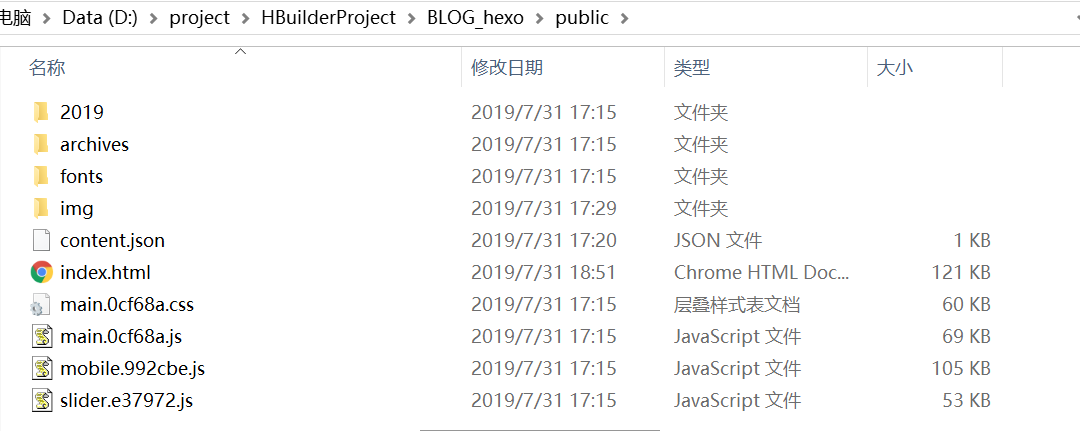 电脑 > Data (D:) > project > HBuilderProject > BLOG_hexo > public >
名称 修改日期 类型 大小
2019 2019/7/31 17:15 文件夹
archives 2019/7/31 17:15 文件夹
fonts 2019/7/31 17:15 文件夹
img 2019/7/31 17:29 文件夹
content.json 2019/7/31 17:20 JSON 文件 1 KB
index.html 2019/7/31 18:51 Chrome HTML Doc... 121 KB
main.0cf68a.css 2019/7/31 17:15 层叠样式表文档 60 KB
main.0cf68a.js 2019/7/31 17:15 JavaScript 文件 69 KB
mobile.992cbe.js 2019/7/31 17:15 JavaScript 文件 105 KB
slider.e37972.js 2019/7/31 17:15 JavaScript 文件 53 KB